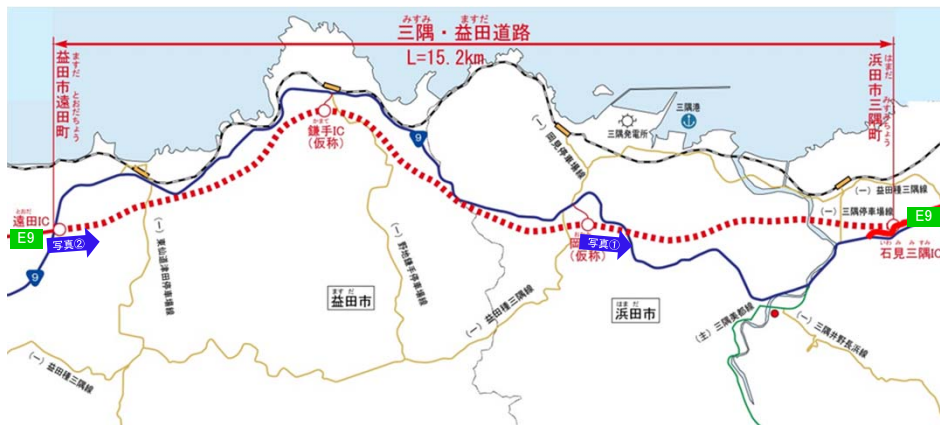 みすみ ますだ
三隅・益田道路
L=15.2km
ますだ とおだちょう
益田市遠田町
はまだ みすみちょう
浜田市三隅町
かまて
鎌手IC
(仮称)
9
(一)岡見停車場線
三隅発電所
三隅港
(一)益田種三隅線
(一)三隅停車場線
とおだ
遠田IC
E9
写真②
9
(一)東仙道津田停車場線
(一)野地鎌手停車場線
岡
(仮称)
写真①
E9
いわみ みすみ
石見三隅IC
ますだ
益田市
はまだ
浜田市
(一)益田種三隅線
(主)三隅美都線
(一)三隅井野長浜線
(一)益田種三隅線